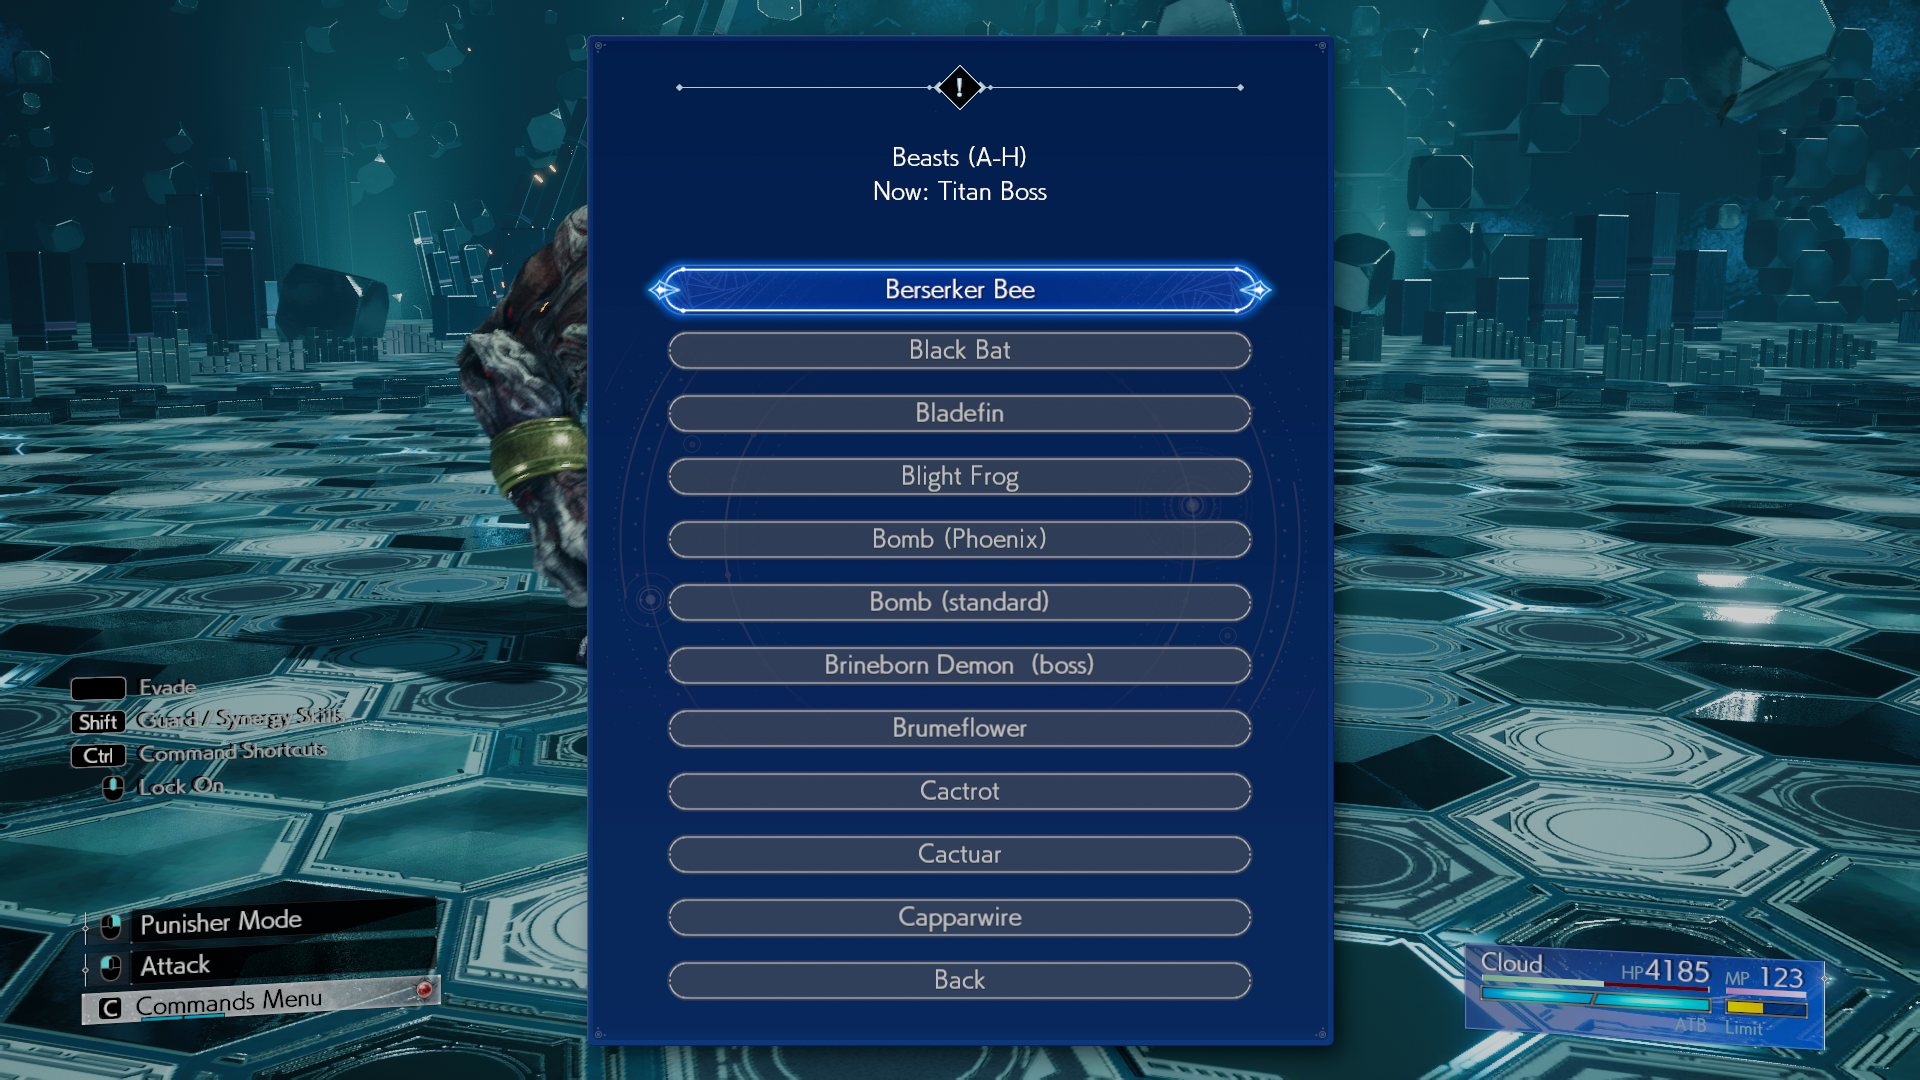 !
Beasts (A-H)
Now: Titan Boss
Berserker Bee
Black Bat
Bladefin
Blight Frog
Bomb (Phoenix)
Bomb (standard)
Brineborn Demon (boss)
Brumeflower
Cactrot
Cactuar
Capparwire
Back
Evade
Shift Guard / Synergy Skills
Ctrl Command Shortcuts
Lock On
Punisher Mode
Attack
C Commands Menu
Cloud HP 4185 MP 123
ATB Limit